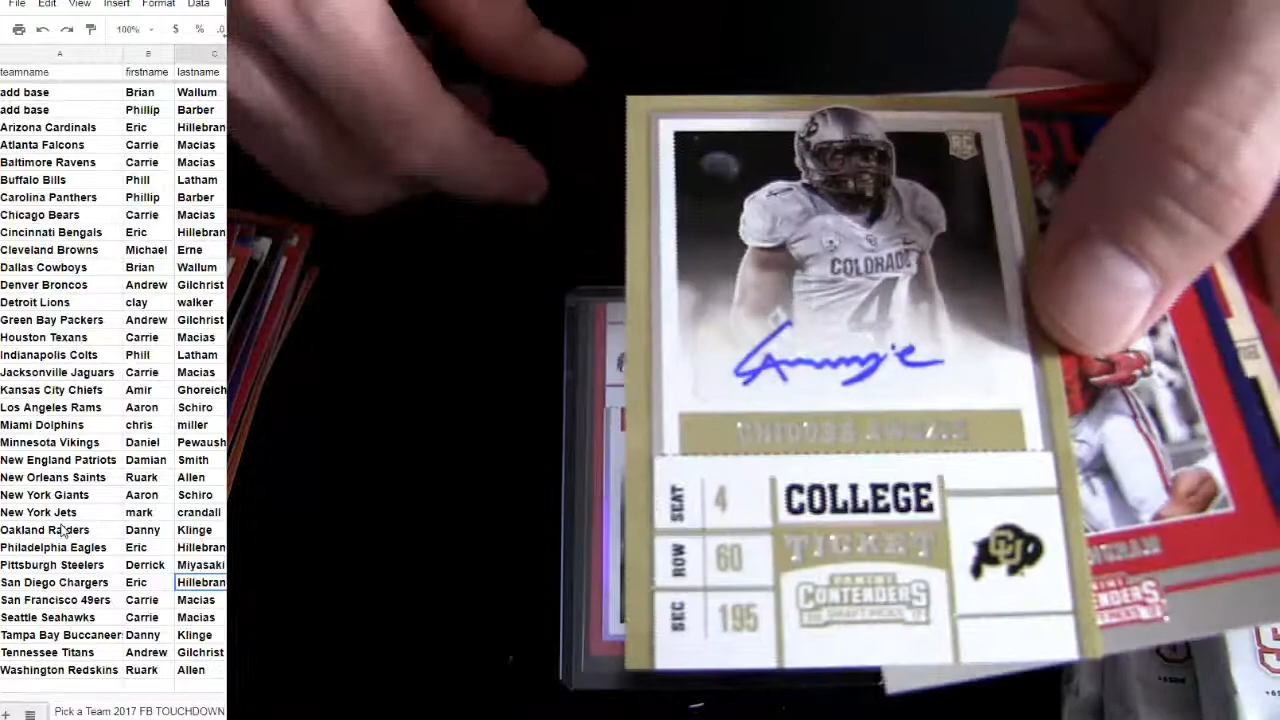 File Edit View Insert Format Data
100% $ % .0
A B C
teamname firstname lastname
add base Brian Wallum
add base Phillip Barber
Arizona Cardinals Eric Hillebran
Atlanta Falcons Carrie Macias
Baltimore Ravens Carrie Macias
Buffalo Bills Phill Latham
Carolina Panthers Phillip Barber
Chicago Bears Carrie Macias
Cincinnati Bengals Eric Hillebran
Cleveland Browns Michael Erne
Dallas Cowboys Brian Wallum
Denver Broncos Andrew Gilchrist
Detroit Lions clay walker
Green Bay Packers Andrew Gilchrist
Houston Texans Carrie Macias
Indianapolis Colts Phill Latham
Jacksonville Jaguars Carrie Macias
Kansas City Chiefs Amir Ghoreich
Los Angeles Rams Aaron Schiro
Miami Dolphins chris miller
Minnesota Vikings Daniel Pewaush
New England Patriots Damian Smith
New Orleans Saints Ruark Allen
New York Giants Aaron Schiro
New York Jets mark crandall
Oakland Raiders Danny Klinge
Philadelphia Eagles Eric Hillebran
Pittsburgh Steelers Derrick Miyasaki
San Diego Chargers Eric Hillebran
San Francisco 49ers Carrie Macias
Seattle Seahawks Carrie Macias
Tampa Bay Buccaneer Danny Klinge
Tennessee Titans Andrew Gilchrist
Washington Redskins Ruark Allen
Pick a Team 2017 FB TOUCHDOWN
RC
COLORADO
4
CHIDOBE AWUZIE
SEAT 4
ROW 60
SEC 195
COLLEGE
TICKET
PANINI
CONTENDERS
DRAFT PICKS
CU